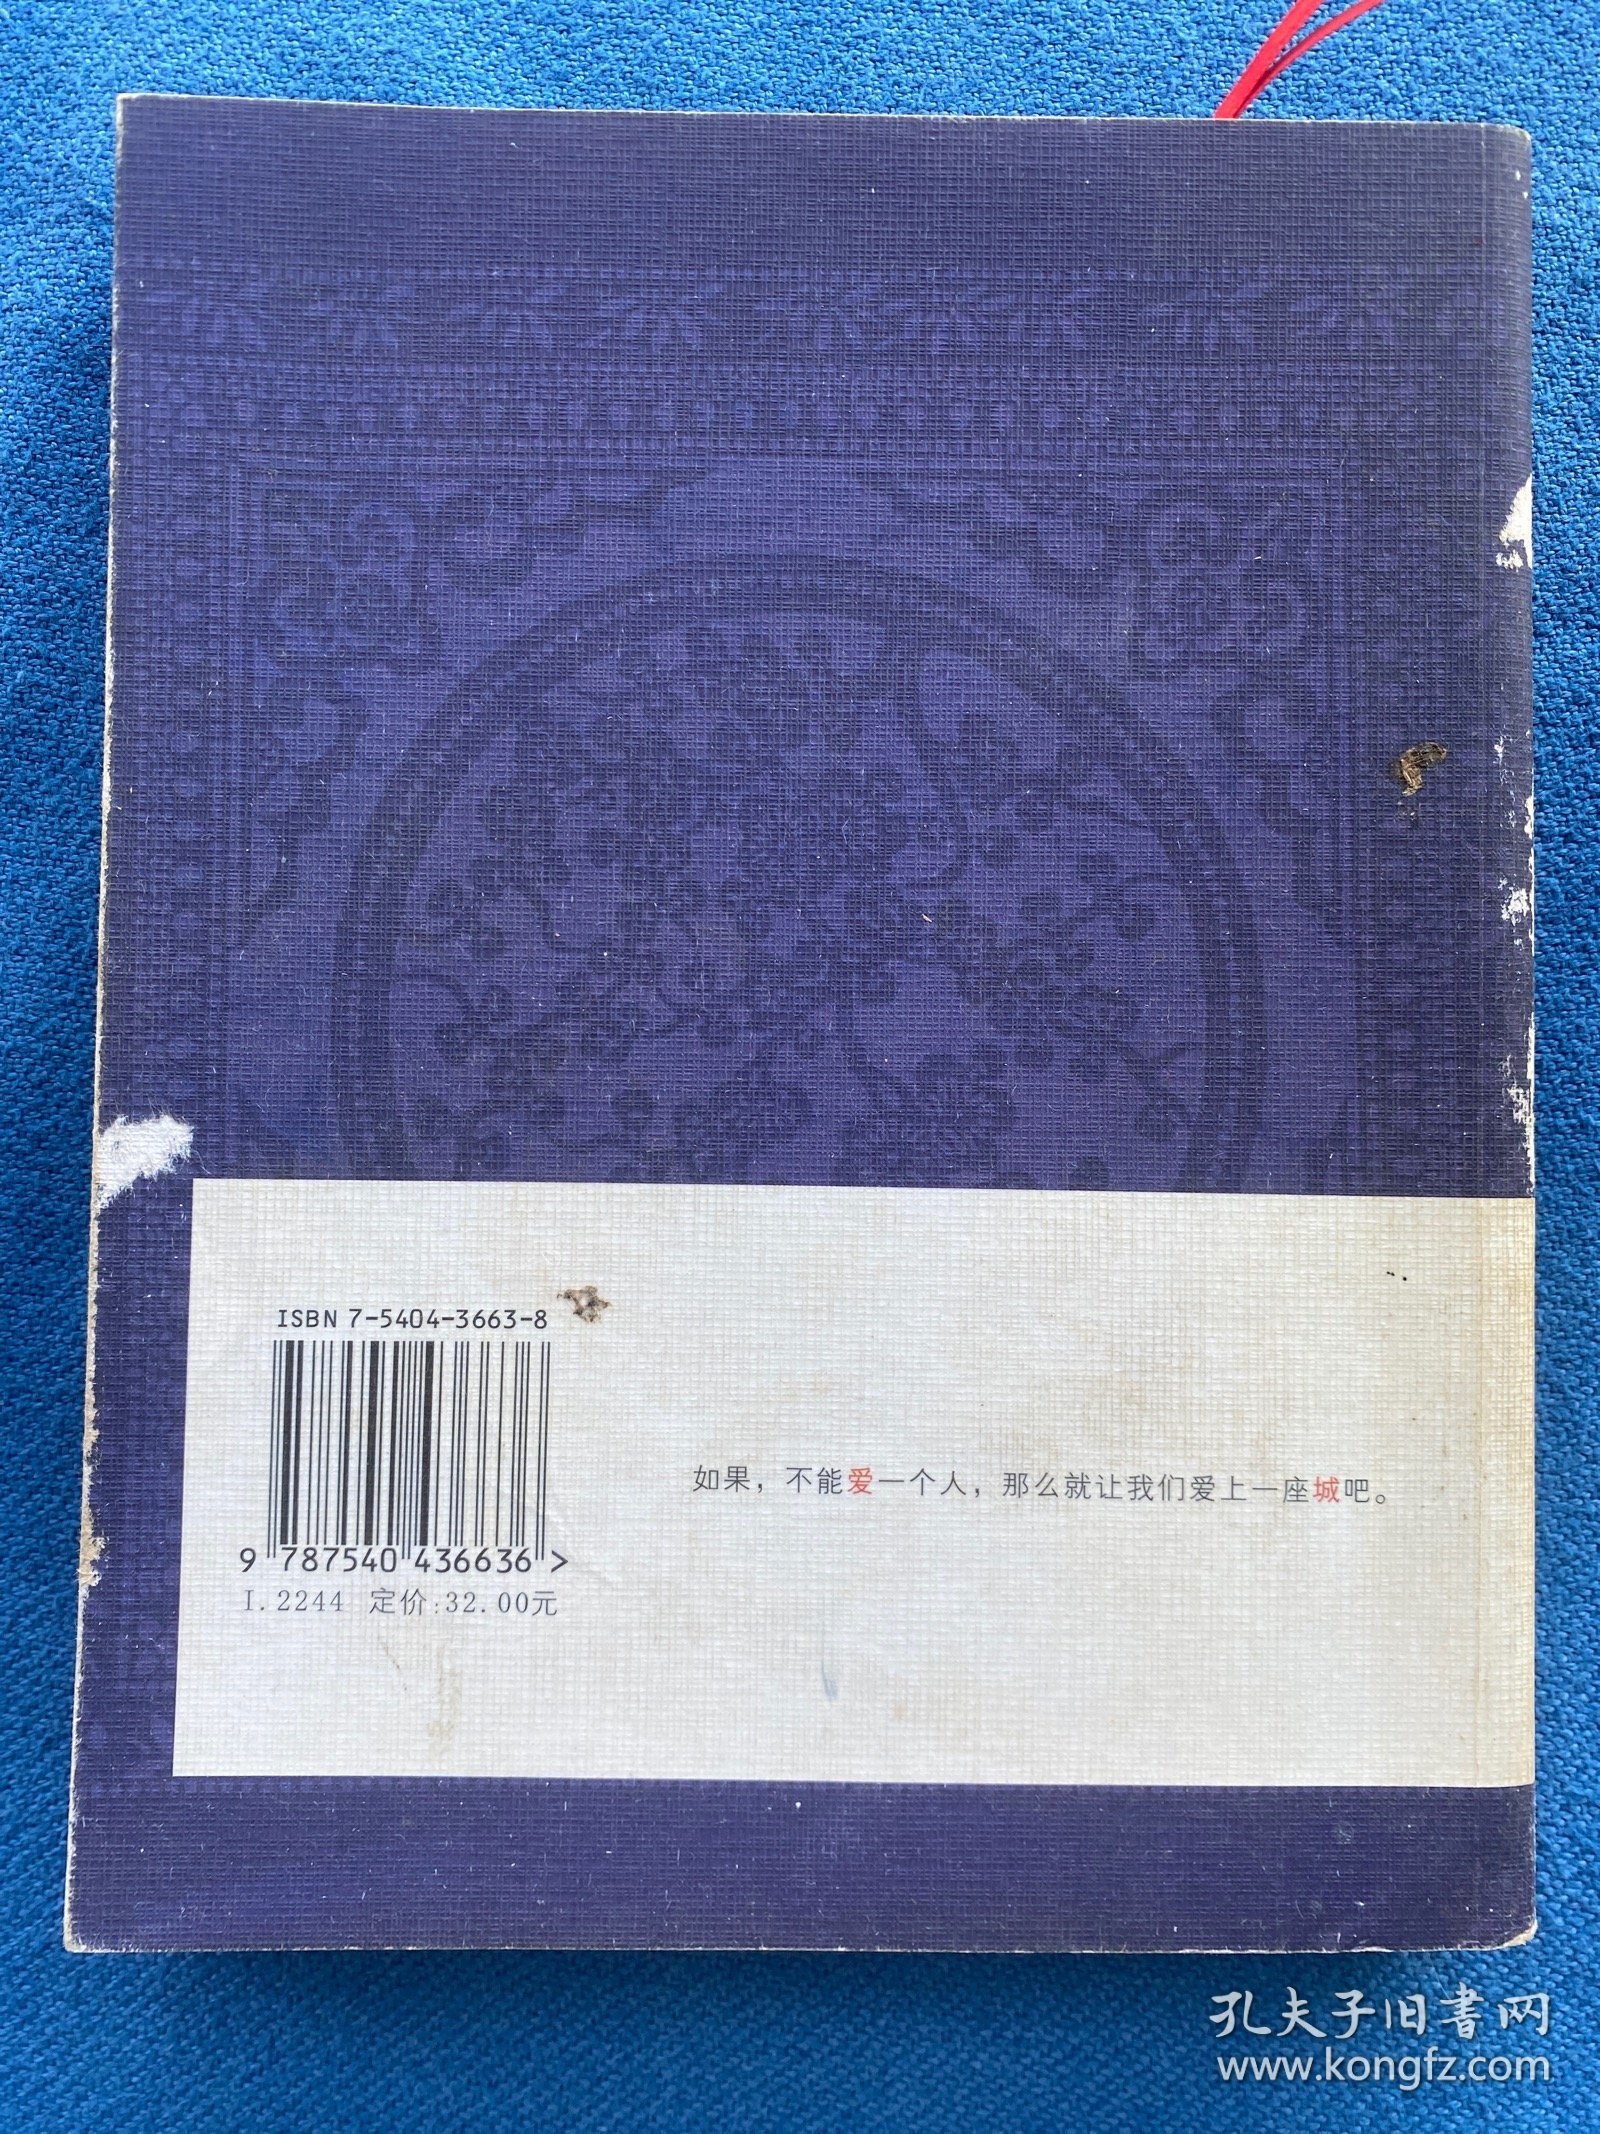 ISBN 7-5404-3663-8
9 787540 436636 >
I.2244 定价:32.00元
如果，不能爱一个人，那么就让我们爱上一座城吧。
孔夫子旧书网
www.kongfz.com